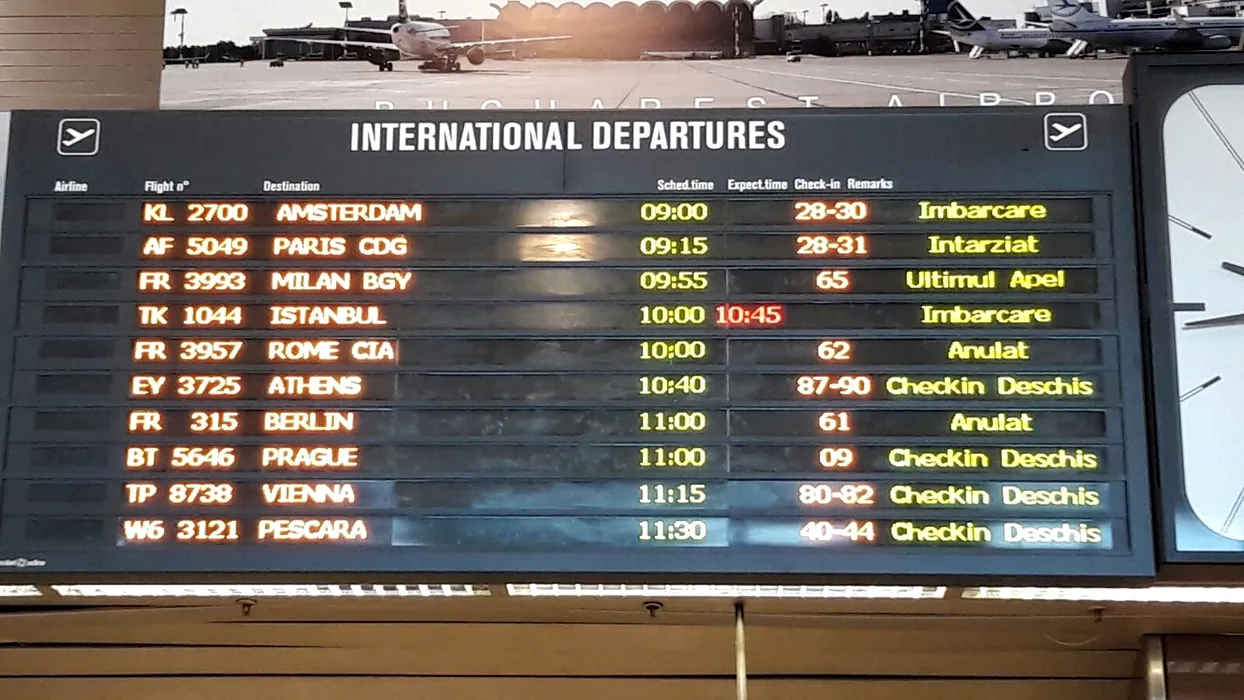 BUCHAREST AIRPO
INTERNATIONAL DEPARTURES
Airline Flight nº Destination Sched.time Expect.time Check-in Remarks
KL 2700 AMSTERDAM 09:00 28-30 Imbarcare
AF 5049 PARIS CDG 09:15 28-31 Intarziat
FR 3993 MILAN BGY 09:55 65 Ultimul Apel
TK 1044 ISTANBUL 10:00 10:45 Imbarcare
FR 3957 ROME CIA 10:00 62 Anulat
EY 3725 ATHENS 10:40 87-90 Checkin Deschis
FR 315 BERLIN 11:00 61 Anulat
BT 5646 PRAGUE 11:00 09 Checkin Deschis
TP 8738 VIENNA 11:15 80-82 Checkin Deschis
W6 3121 PESCARA 11:30 40-44 Checkin Deschis